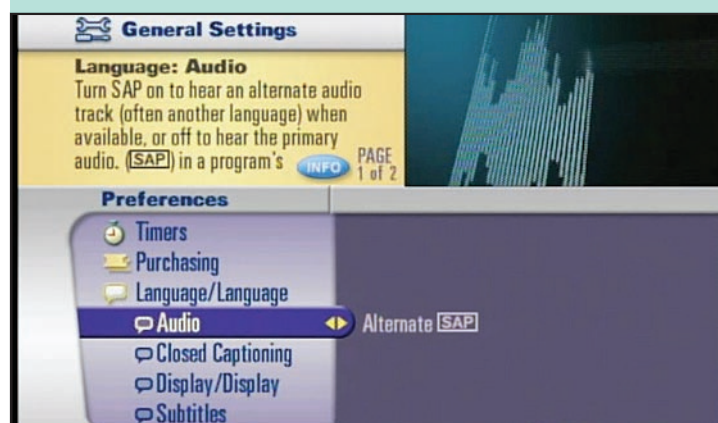 General Settings
Language: Audio
Turn SAP on to hear an alternate audio
track (often another language) when
available, or off to hear the primary
audio. (SAP) in a program's
INFO
PAGE
1 of 2
Preferences
Timers
Purchasing
Language/Language
Audio
Alternate SAP
Closed Captioning
Display/Display
Subtitles